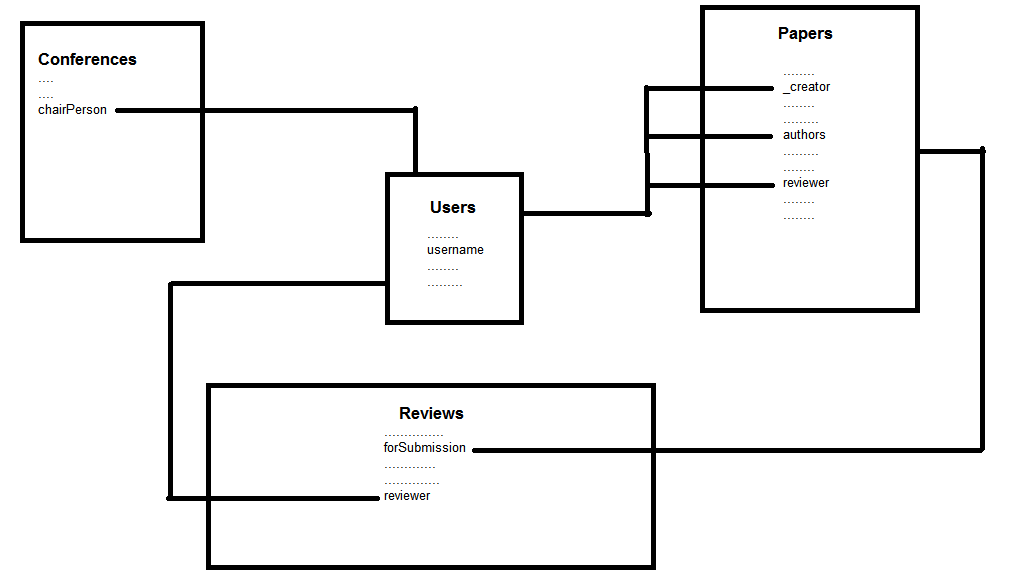 Conferences
....
....
chairPerson
Users
........
username
........
.........
Papers
........
_creator
........
.........
authors
.........
........
reviewer
........
........
Reviews
...............
forSubmission
.............
..............
reviewer